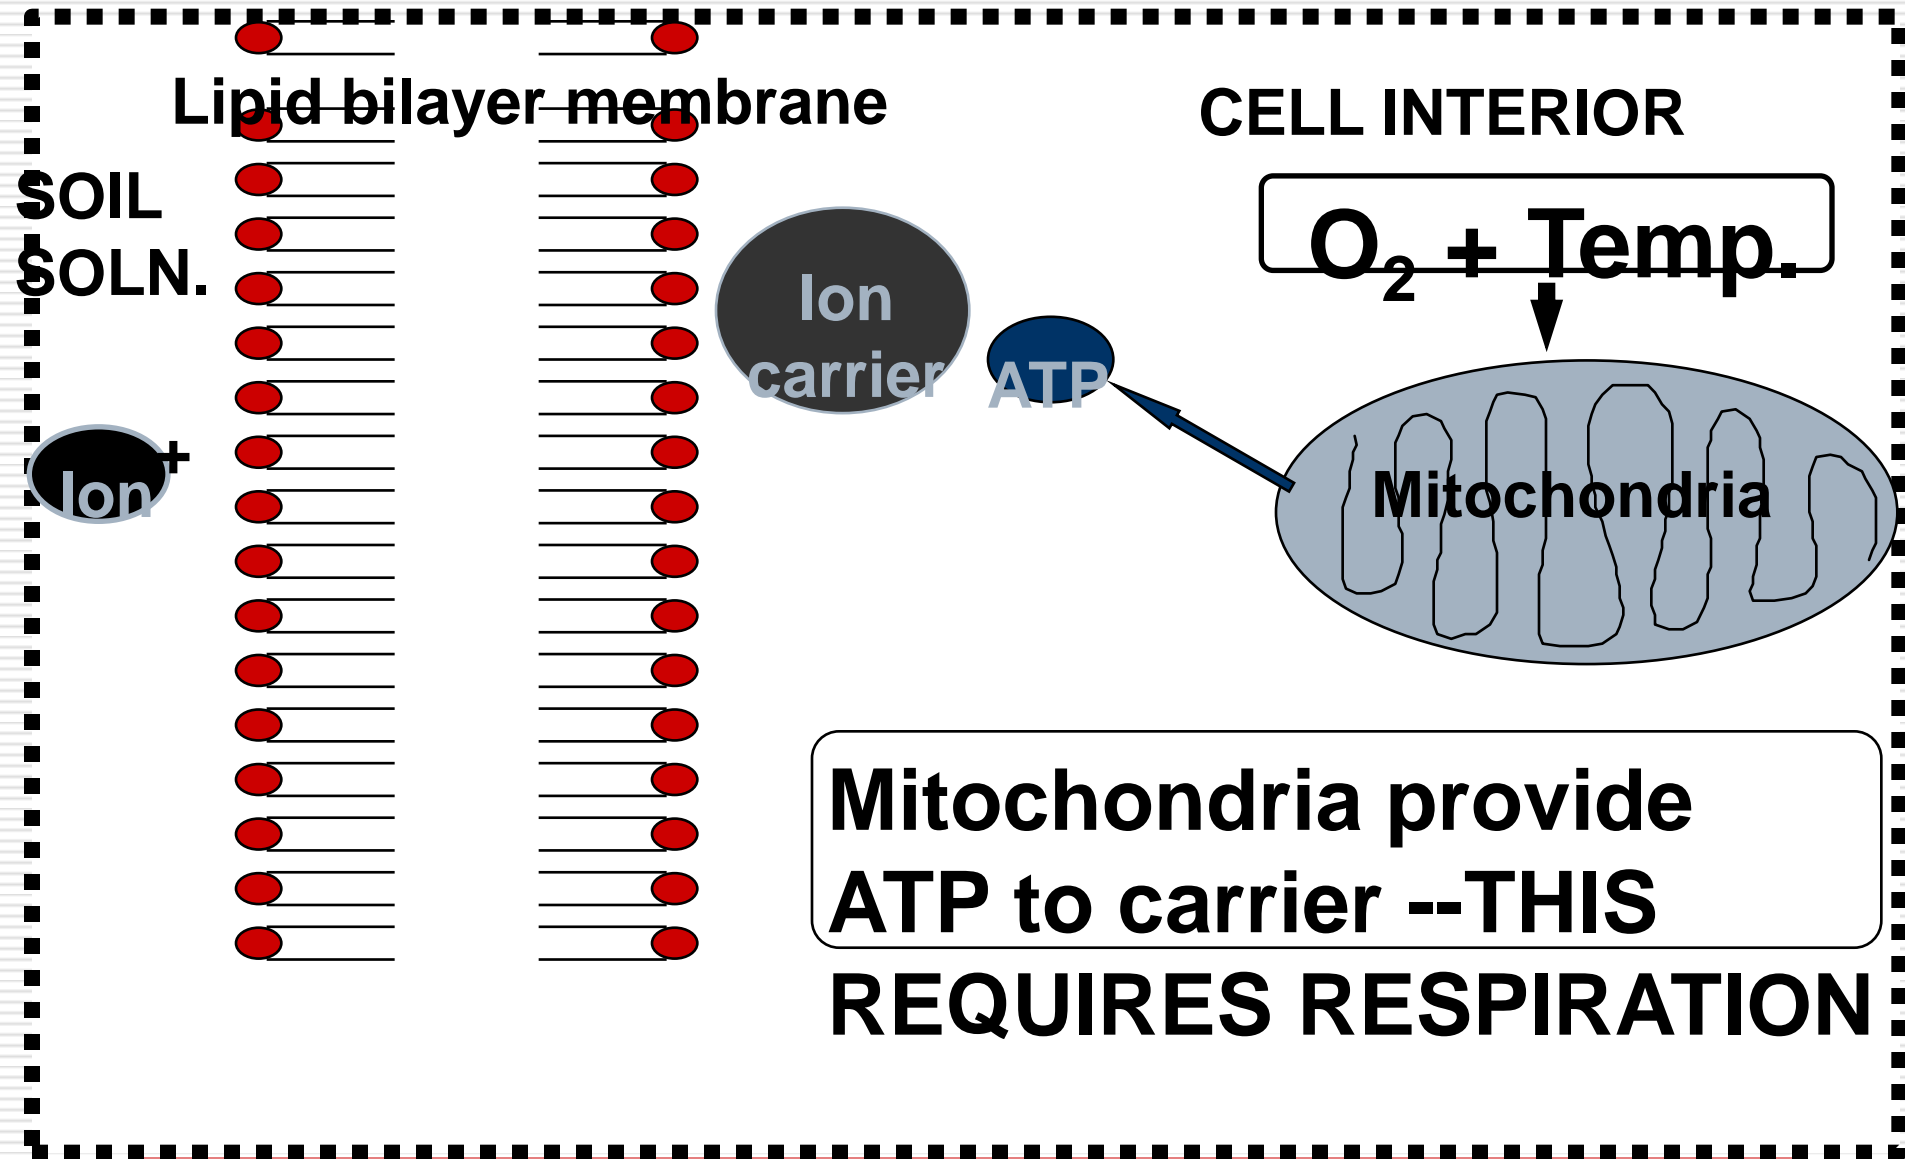 Lipid bilayer membrane
CELL INTERIOR
SOIL
SOLN.
O₂ + Temp.
Ion
carrier
ATP
Ion
+
Mitochondria
Mitochondria provide
ATP to carrier --THIS
REQUIRES RESPIRATION